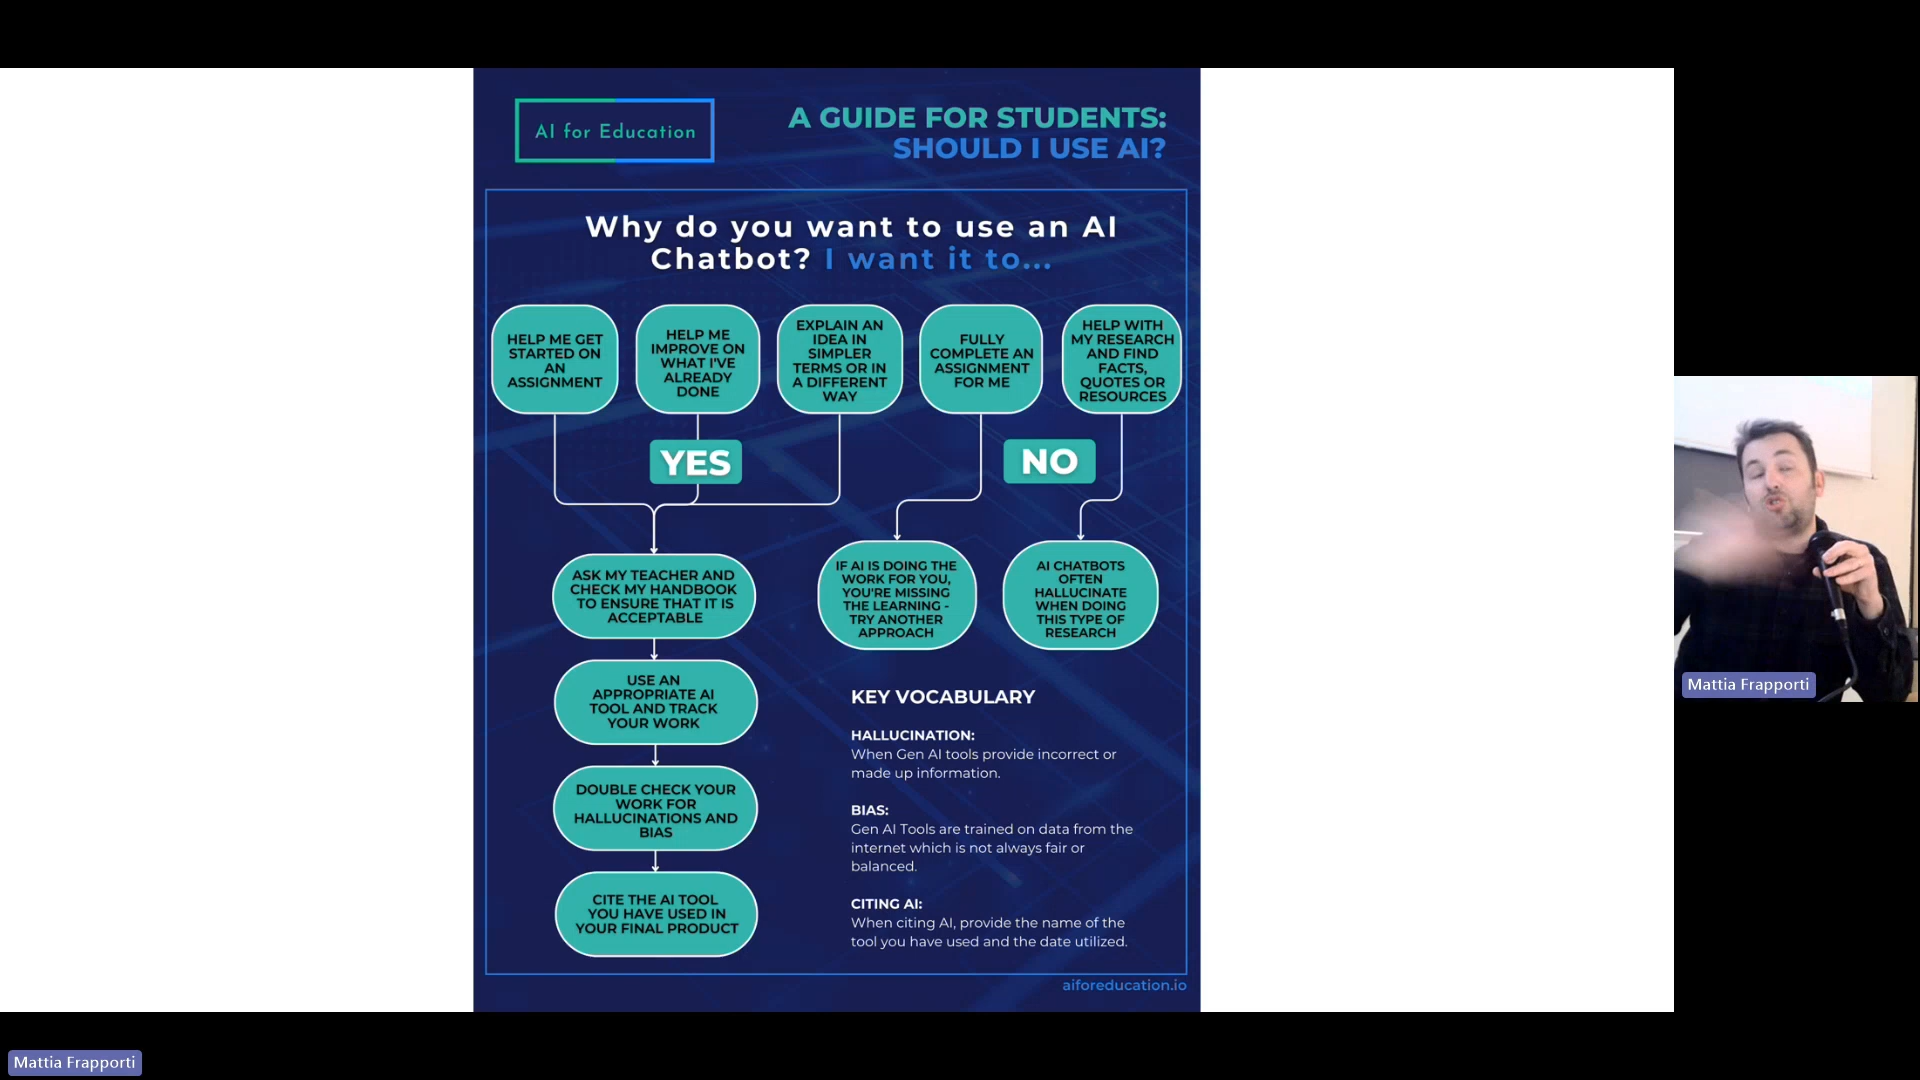 AI for Education
A GUIDE FOR STUDENTS:
SHOULD I USE AI?
Why do you want to use an AI
Chatbot? I want it to...
HELP ME GET
STARTED ON
AN
ASSIGNMENT
HELP ME
IMPROVE ON
WHAT I'VE
ALREADY
DONE
EXPLAIN AN
IDEA IN
SIMPLER
TERMS OR IN
A DIFFERENT
WAY
FULLY
COMPLETE AN
ASSIGNMENT
FOR ME
HELP WITH
MY RESEARCH
AND FIND
FACTS,
QUOTES OR
RESOURCES
YES
NO
ASK MY TEACHER AND
CHECK MY HANDBOOK
TO ENSURE THAT IT IS
ACCEPTABLE
USE AN
APPROPRIATE AI
TOOL AND TRACK
YOUR WORK
DOUBLE CHECK YOUR
WORK FOR
HALLUCINATIONS AND
BIAS
CITE THE AI TOOL
YOU HAVE USED IN
YOUR FINAL PRODUCT
IF AI IS DOING THE
WORK FOR YOU,
YOU'RE MISSING
THE LEARNING -
TRY ANOTHER
APPROACH
AI CHATBOTS
OFTEN
HALLUCINATE
WHEN DOING
THIS TYPE OF
RESEARCH
KEY VOCABULARY
HALLUCINATION:
When Gen AI tools provide incorrect or
made up information.
BIAS:
Gen AI Tools are trained on data from the
internet which is not always fair or
balanced.
CITING AI:
When citing AI, provide the name of the
tool you have used and the date utilized.
aiforeducation.io
Mattia Frapporti
Mattia Frapporti